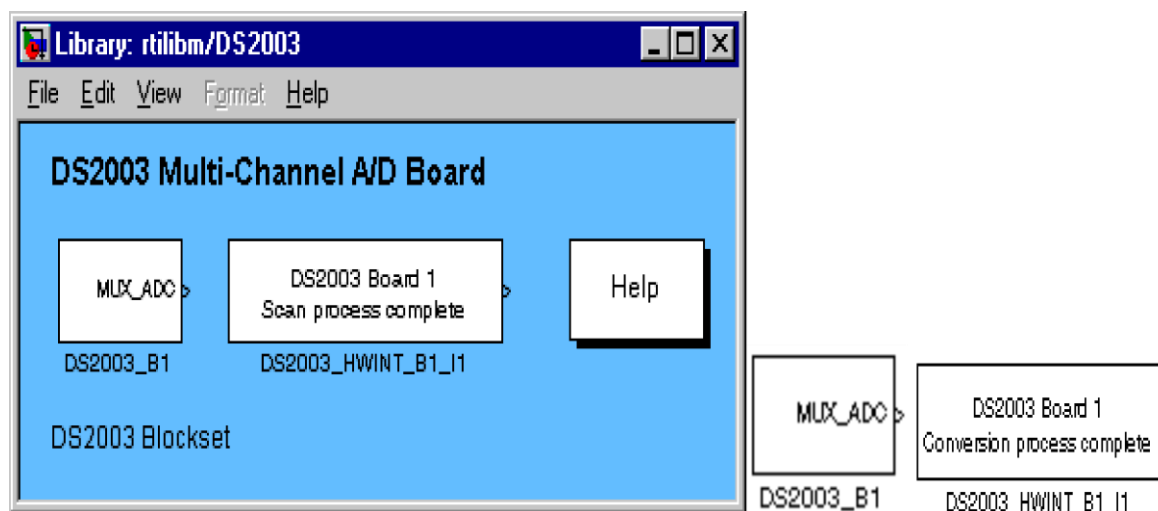 Library: rtilibm/DS2003
File Edit View Format Help
DS2003 Multi-Channel A/D Board
MUX_ADC
DS2003_B1
DS2003 Board 1
Scan process complete
DS2003_HWINT_B1_I1
Help
DS2003 Blockset
MUX_ADC
DS2003_B1
DS2003 Board 1
Conversion process complete
DS2003_HWINT_B1_I1